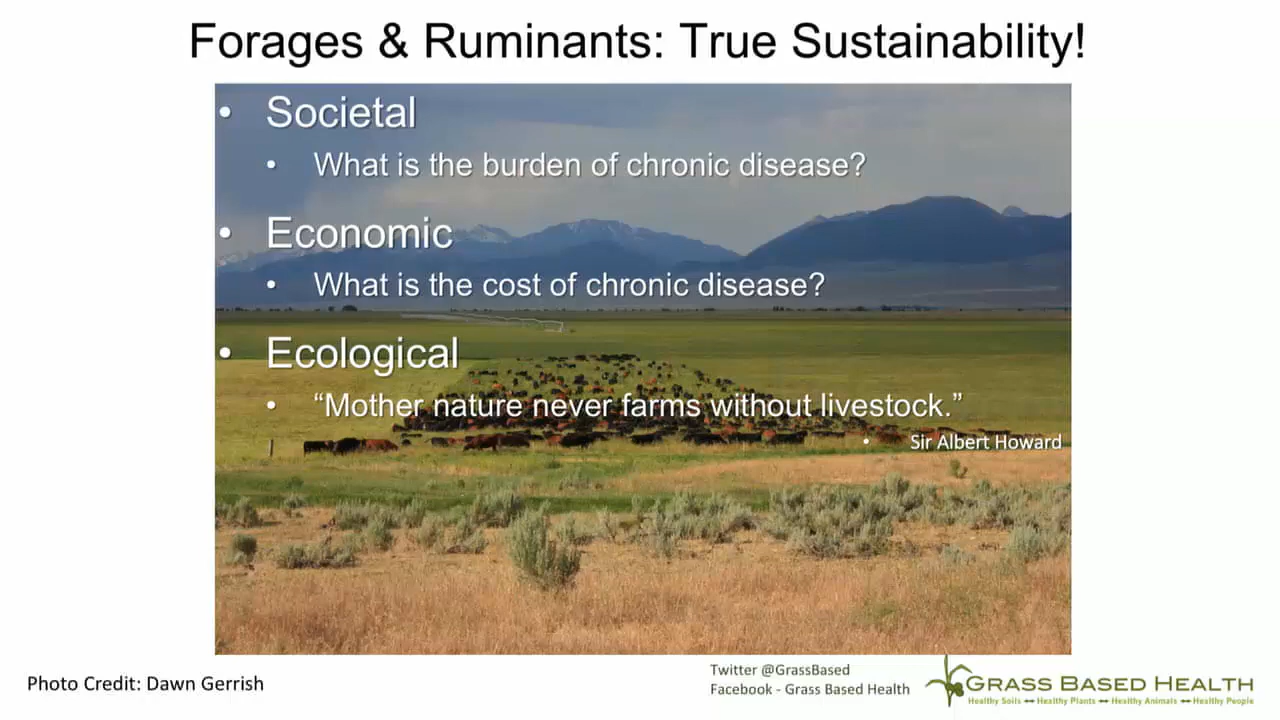 Forages & Ruminants: True Sustainability!
• Societal
• What is the burden of chronic disease?
• Economic
• What is the cost of chronic disease?
• Ecological
• “Mother nature never farms without livestock.”
• Sir Albert Howard
Photo Credit: Dawn Gerrish
Twitter @GrassBased
Facebook - Grass Based Health
GRASS BASED HEALTH
Healthy Soils ↔ Healthy Plants ↔ Healthy Animals ↔ Healthy People